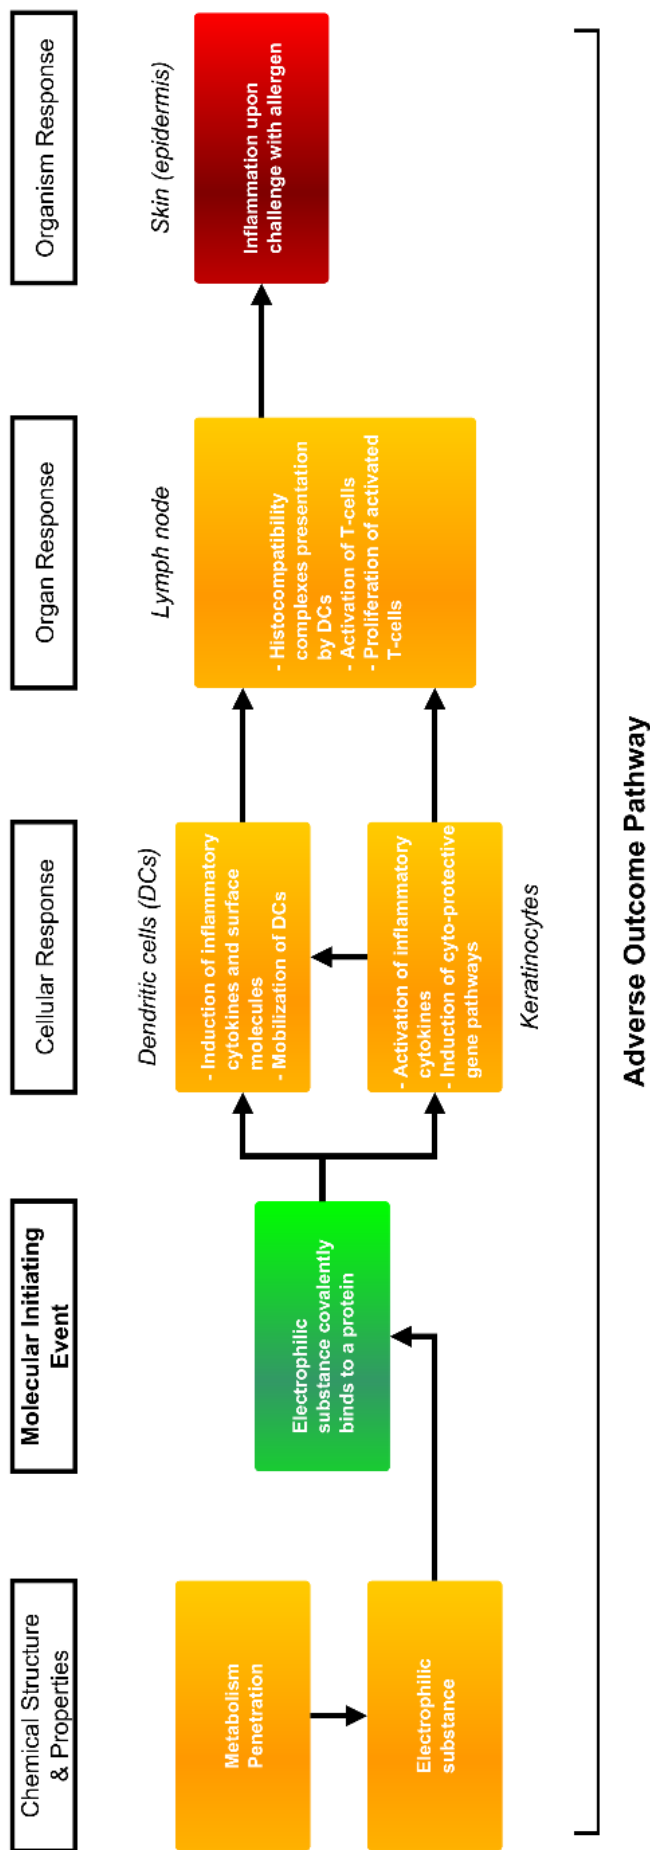 Chemical Structure
& Properties
Molecular Initiating
Event
Cellular Response
Organ Response
Organism Response
Metabolism
Penetration
Electrophilic
substance
Electrophilic
substance covalently
binds to a protein
Dendritic cells (DCs)
- Induction of inflammatory
cytokines and surface
molecules
- Mobilization of DCs
- Activation of inflammatory
cytokines
- Induction of cyto-protective
gene pathways
Keratinocytes
Lymph node
- Histocompatibility
complexes presentation
by DCs
- Activation of T-cells
- Proliferation of activated
T-cells
Skin (epidermis)
Inflammation upon
challenge with allergen
Adverse Outcome Pathway